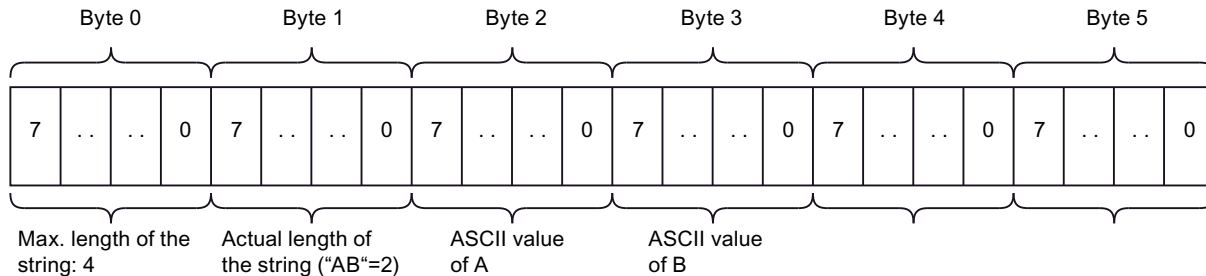 Byte 0 Byte 1 Byte 2 Byte 3 Byte 4 Byte 5
7 . . . . 0 7 . . . . 0 7 . . . . 0 7 . . . . 0 7 . . . . 0 7 . . . . 0
Max. length of the
string: 4
Actual length of
the string (“AB“=2)
ASCII value
of A
ASCII value
of B